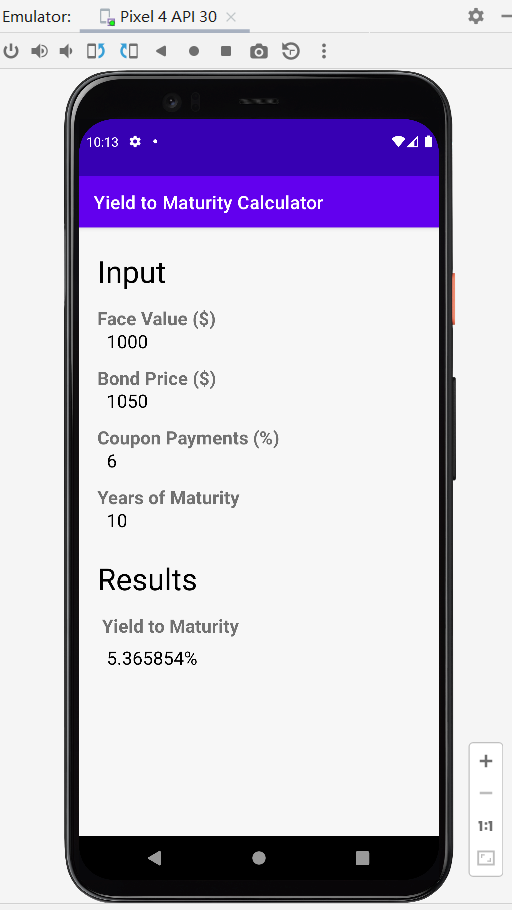 Emulator:
Pixel 4 API 30
10:13
Yield to Maturity Calculator
Input
Face Value ($)
1000
Bond Price ($)
1050
Coupon Payments (%)
6
Years of Maturity
10
Results
Yield to Maturity
5.365854%
1:1